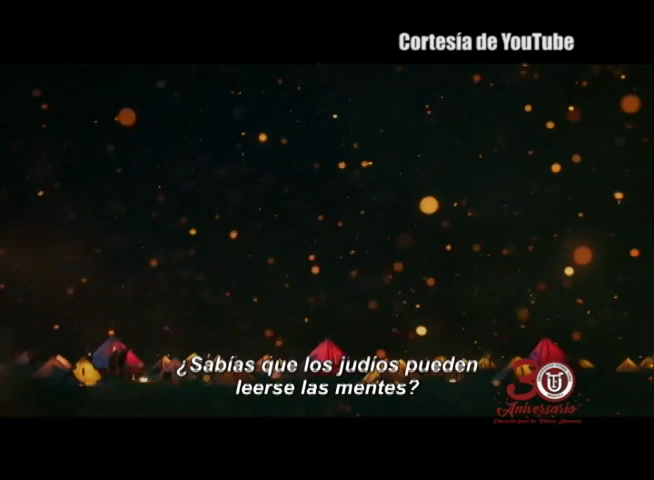 Cortesía de YouTube
¿Sabías que los judíos pueden
leerse las mentes?
30
Aniversario